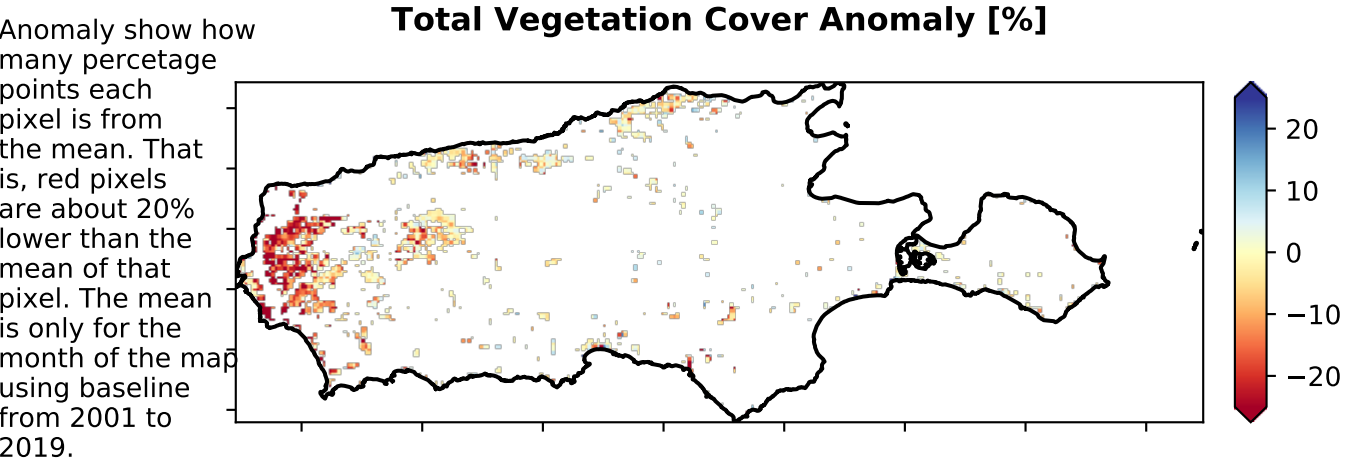 Total Vegetation Cover Anomaly [%]
Anomaly show how
many percetage
points each
pixel is from
the mean. That
is, red pixels
are about 20%
lower than the
mean of that
pixel. The mean
is only for the
month of the map
using baseline
from 2001 to
2019.
20
10
0
−10
−20